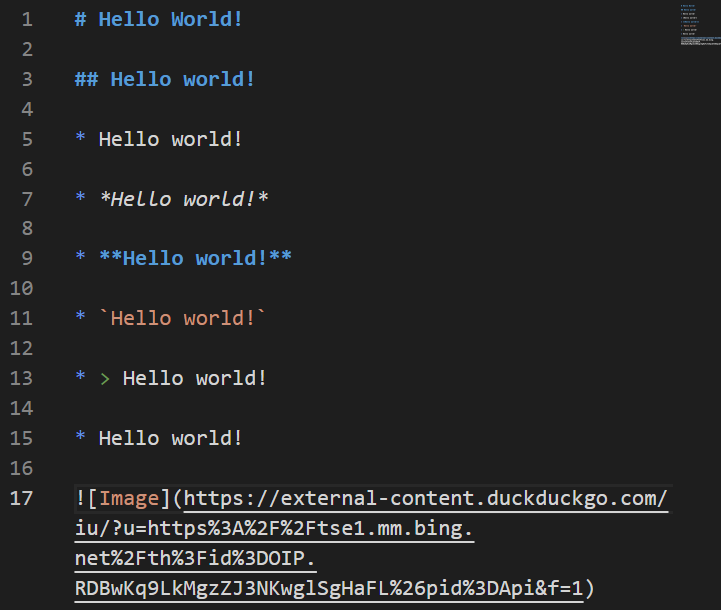 1 # Hello World!
2
3 ## Hello world!
4
5 * Hello world!
6
7 * *Hello world!*
8
9 * **Hello world!**
10
11 * `Hello world!`
12
13 * > Hello world!
14
15 * Hello world!
16
17 ![Image](https://external-content.duckduckgo.com/
iu/?u=https%3A%2F%2Ftse1.mm.bing.
net%2Fth%3Fid%3DOIP.
RDBwKq9LkMgzZJ3NKwglSgHaFL%26pid%3DApi&f=1)